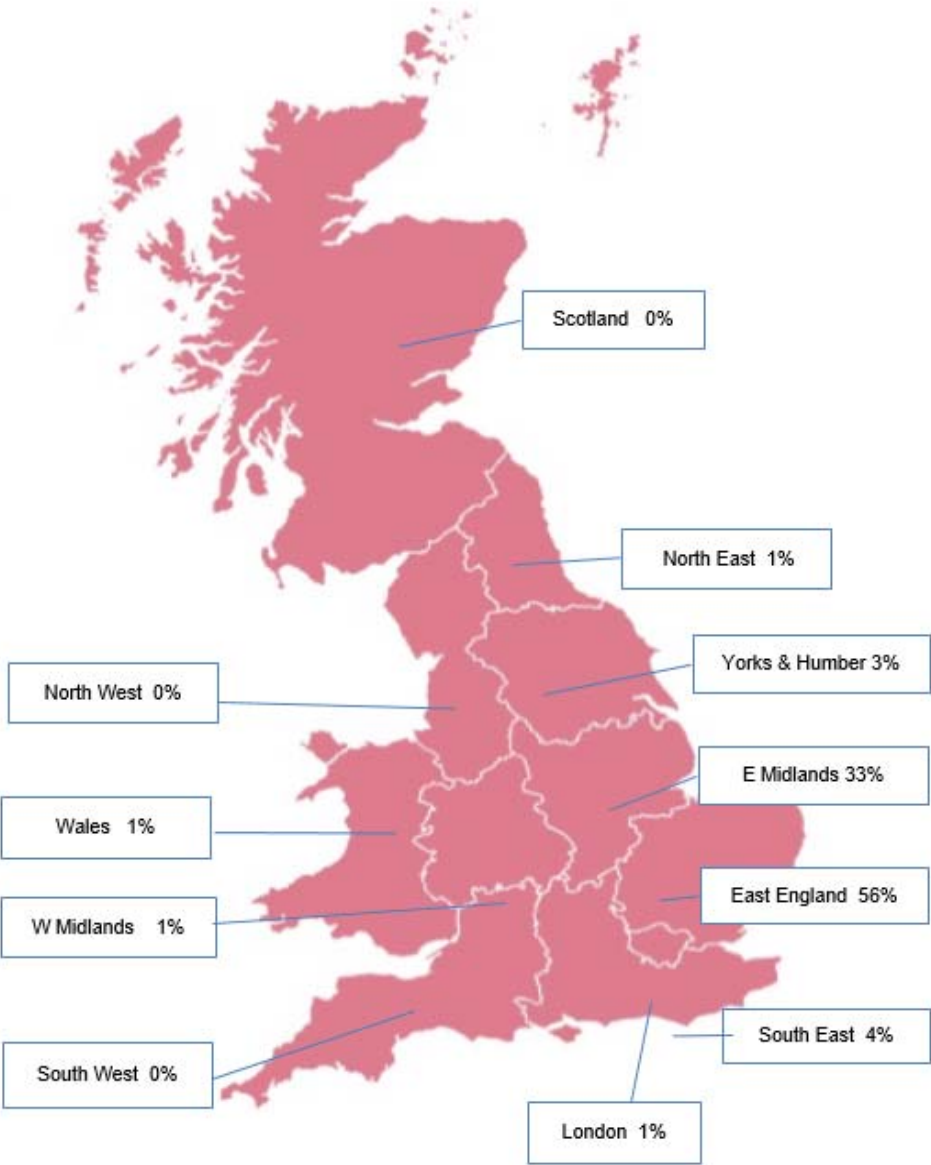 Scotland 0%
North East 1%
Yorks & Humber 3%
North West 0%
E Midlands 33%
Wales 1%
East England 56%
W Midlands 1%
South East 4%
South West 0%
London 1%